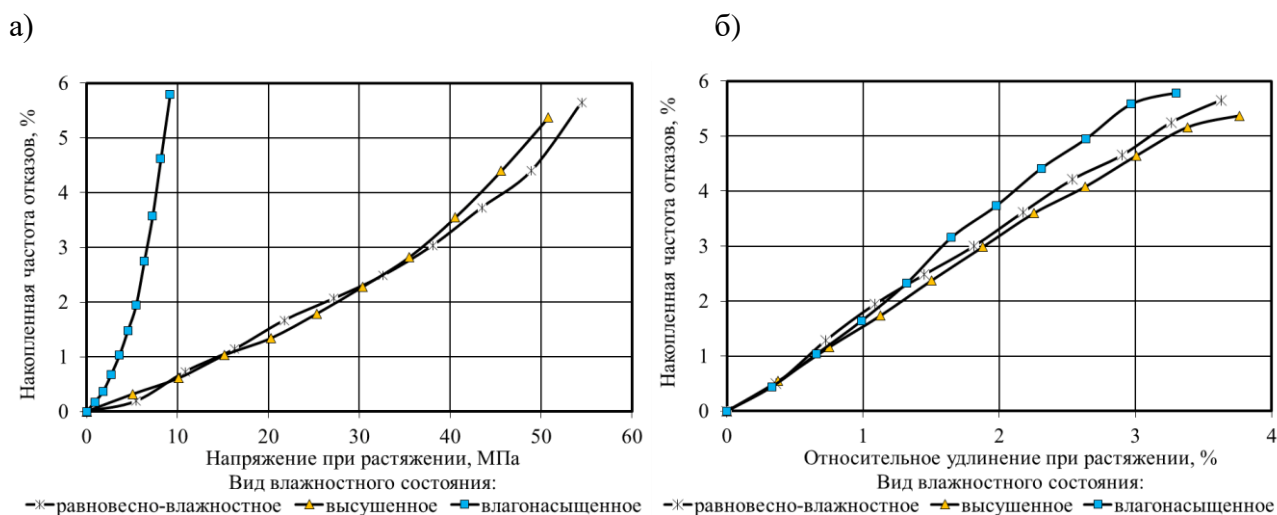 а)
б)
Накопленная частота отказов, %
6
5
4
3
2
1
0
0 10 20 30 40 50 60
Напряжение при растяжении, МПа
Вид влажностного состояния:
равновесно-влажностное высушенное влагонасыщенное
Накопленная частота отказов, %
6
5
4
3
2
1
0
0 1 2 3 4
Относительное удлинение при растяжении, %
Вид влажностного состояния:
равновесно-влажностное высушенное влагонасыщенное